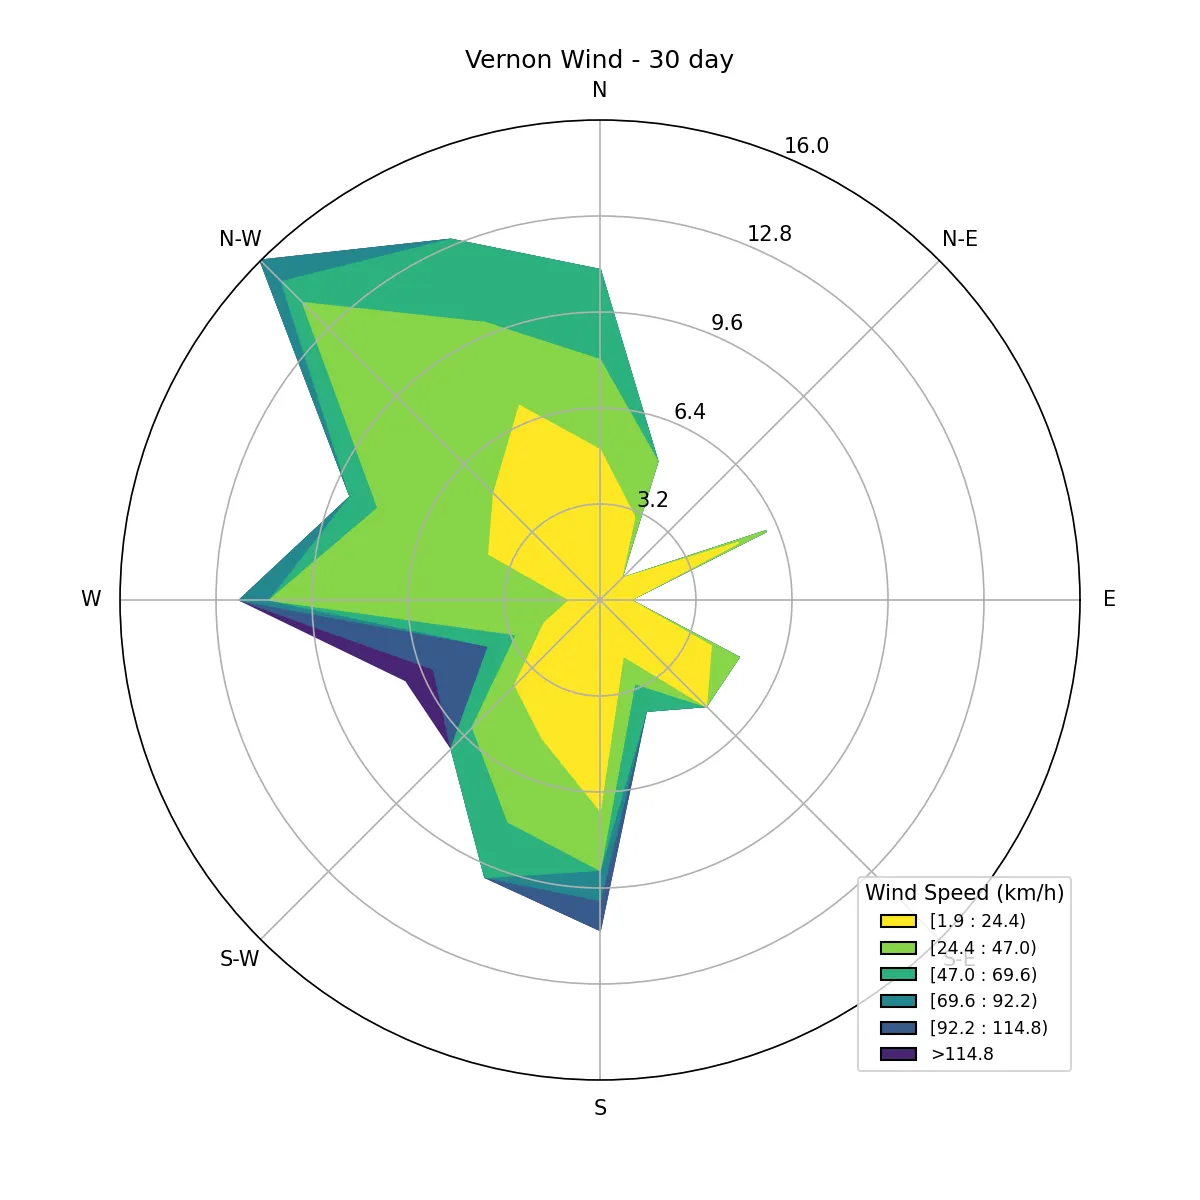 Vernon Wind - 30 day
N
16.0
N-W
12.8
N-E
9.6
6.4
3.2
W
E
S-W
S-E
S
Wind Speed (km/h)
[1.9 : 24.4)
[24.4 : 47.0)
[47.0 : 69.6)
[69.6 : 92.2)
[92.2 : 114.8)
>114.8